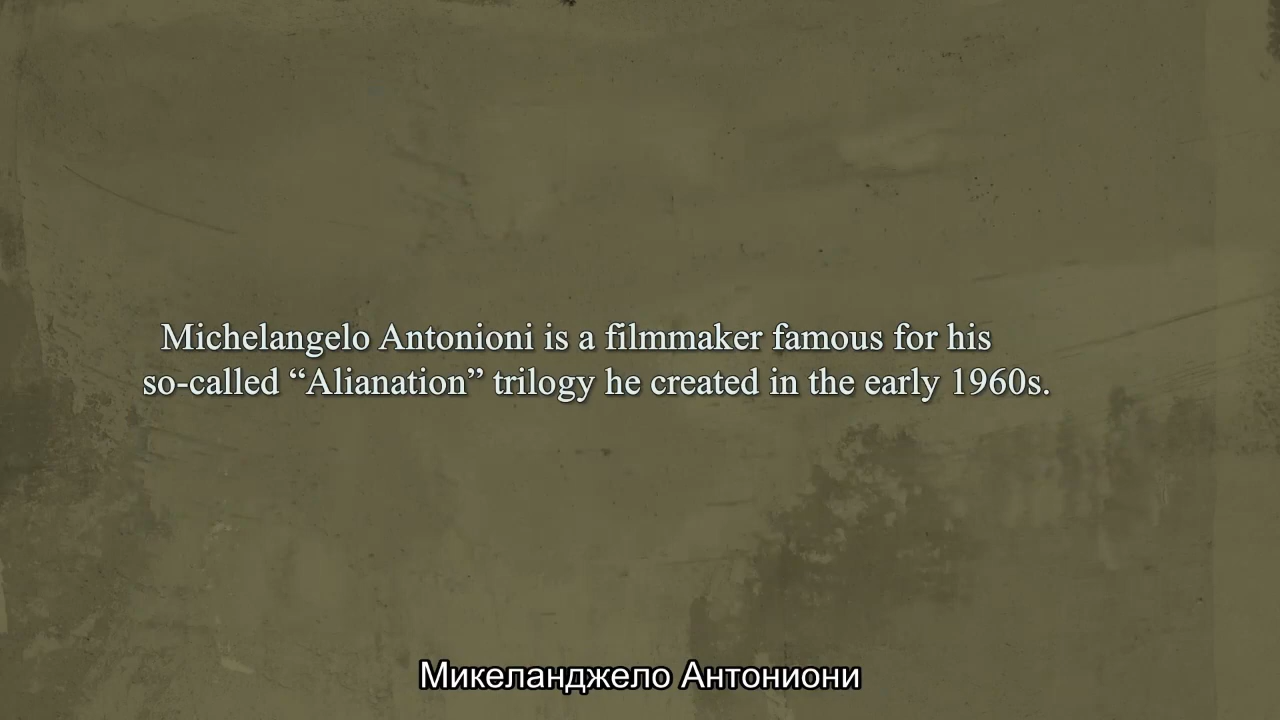 Michelangelo Antonioni is a filmmaker famous for his
so-called “Alianation” trilogy he created in the early 1960s.
Микеланджело Антониони